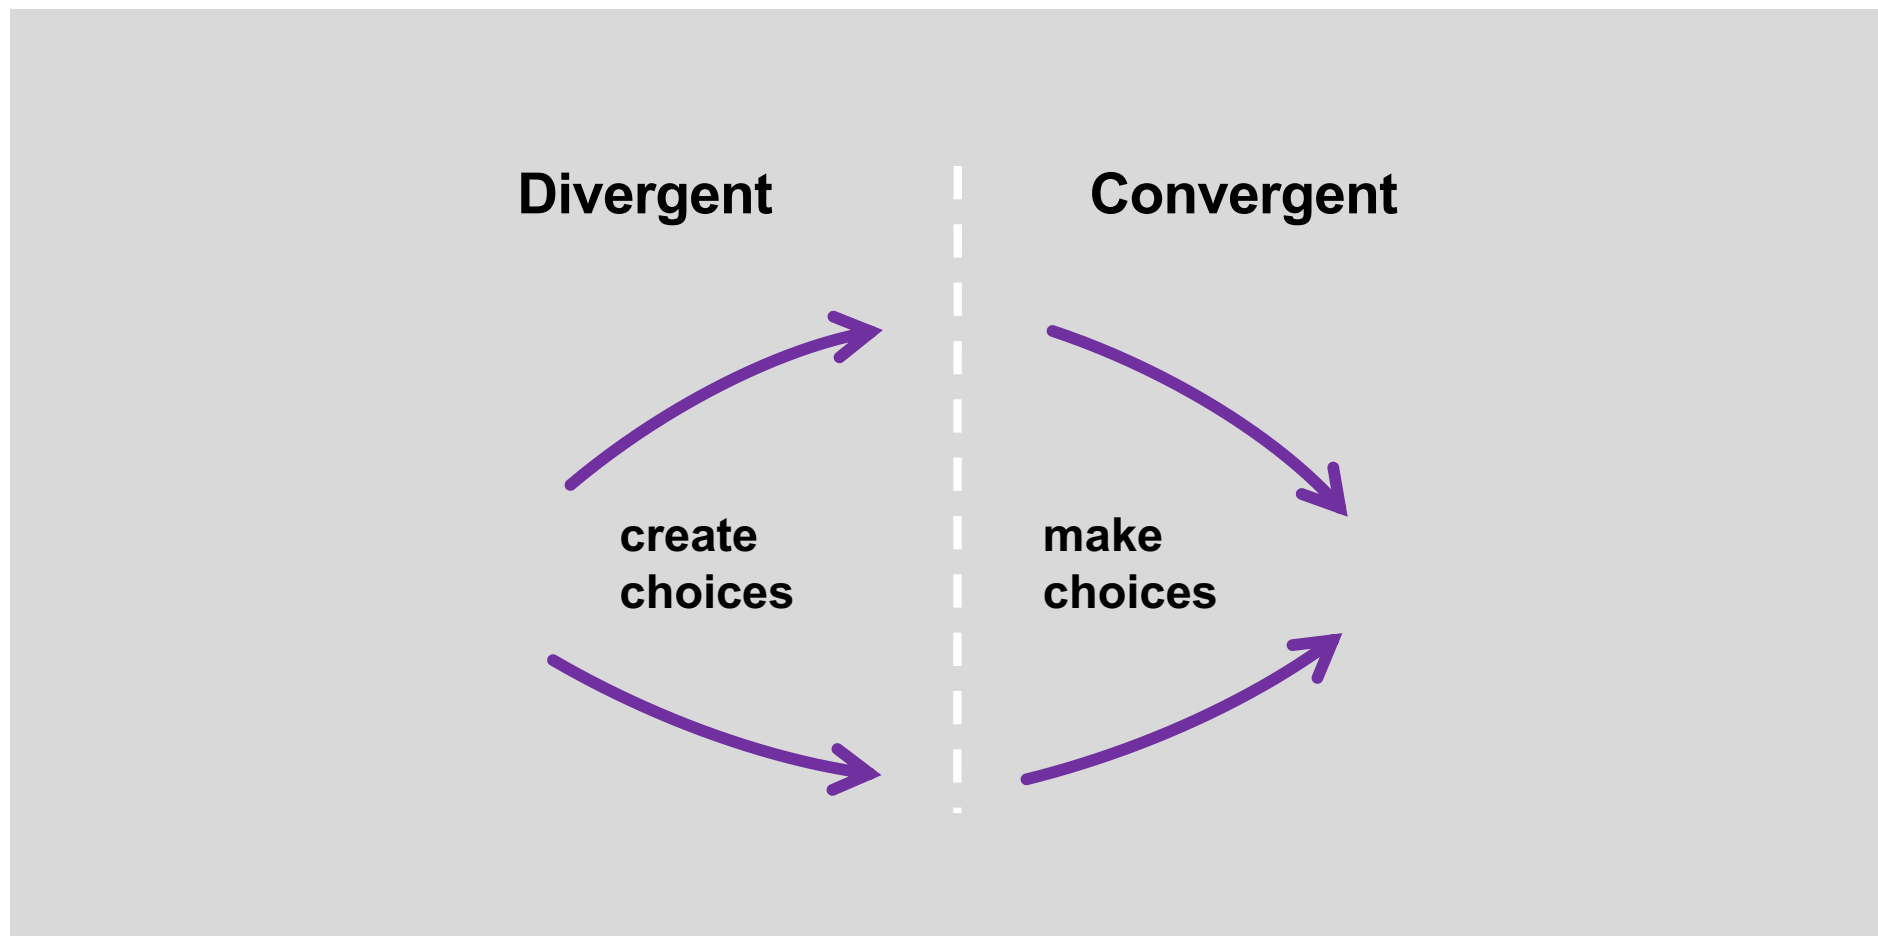 Divergent
Convergent
create
choices
make
choices